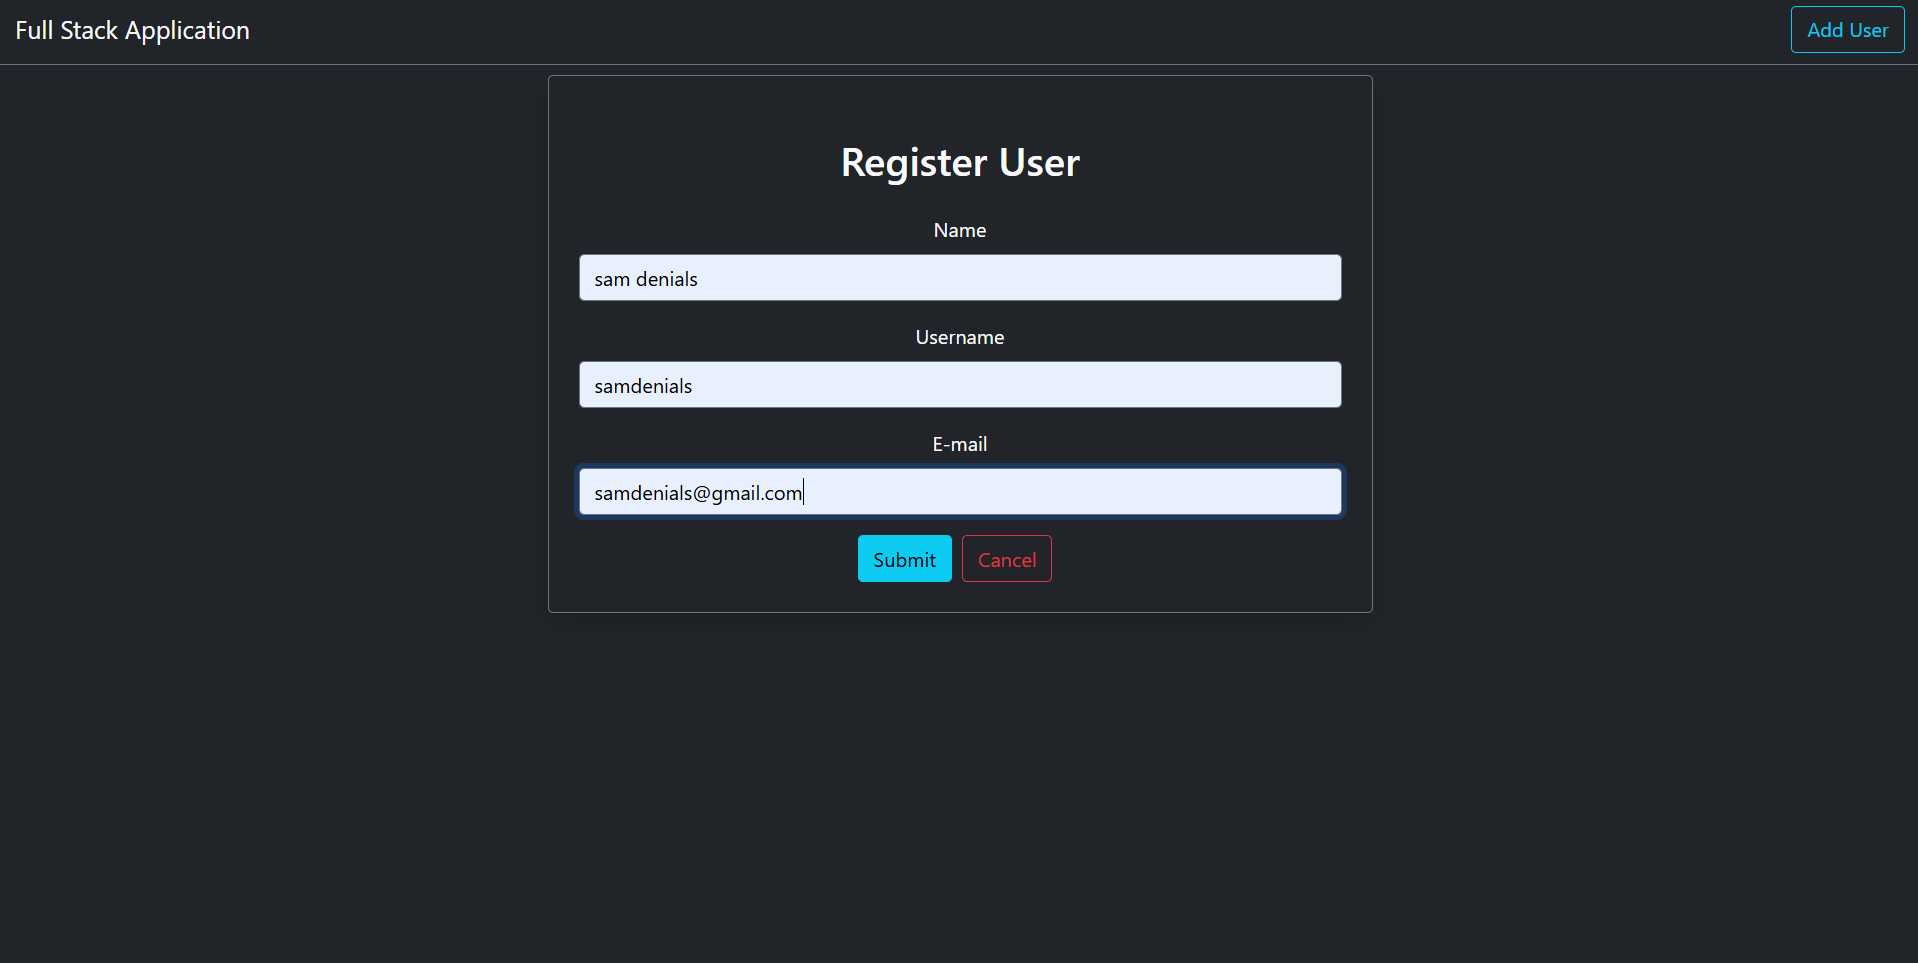 Full Stack Application
Add User
Register User
Name
sam denials
Username
samdenials
E-mail
samdenials@gmail.com
Submit Cancel